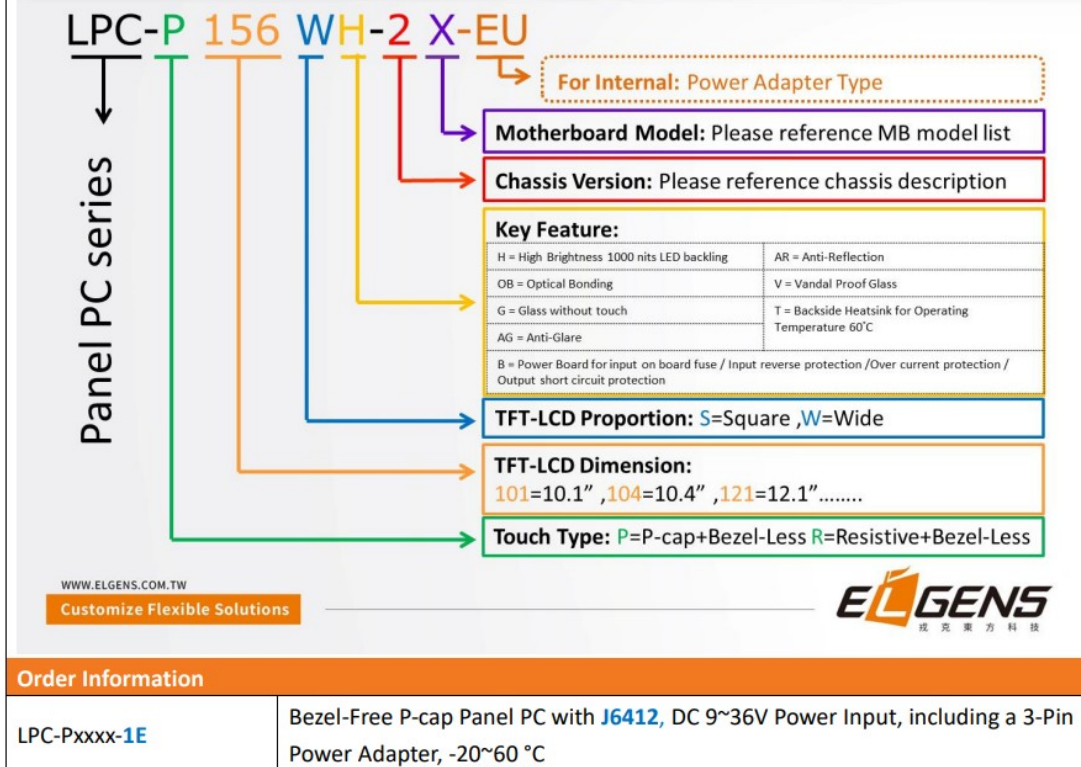 LPC-P 156 WH-2 X-EU
For Internal: Power Adapter Type
Motherboard Model: Please reference MB model list
Chassis Version: Please reference chassis description
Panel PC series
Key Feature:
H = High Brightness 1000 nits LED backling
AR = Anti-Reflection
OB = Optical Bonding
V = Vandal Proof Glass
G = Glass without touch
T = Backside Heatsink for Operating
Temperature 60°C
AG = Anti-Glare
B = Power Board for input on board fuse / Input reverse protection /Over current protection /
Output short circuit protection
TFT-LCD Proportion: S=Square ,W=Wide
TFT-LCD Dimension:
101=10.1” ,104=10.4” ,121=12.1”........
Touch Type: P=P-cap+Bezel-Less R=Resistive+Bezel-Less
WWW.ELGENS.COM.TW
Customize Flexible Solutions
ELGENS
戎克東方科技
Order Information
LPC-Pxxxx-1E
Bezel-Free P-cap Panel PC with J6412, DC 9~36V Power Input, including a 3-Pin
Power Adapter, -20~60 °C